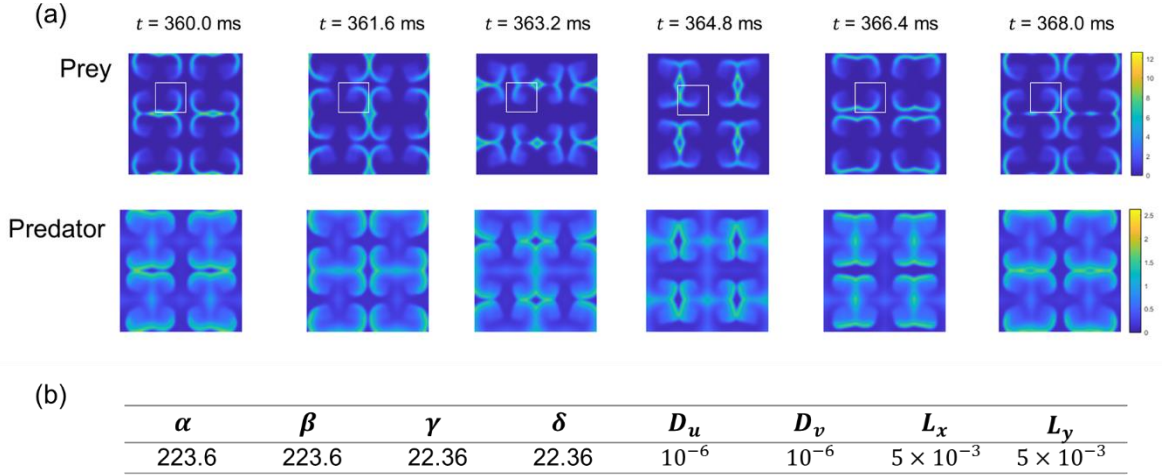 (a)
t = 360.0 ms t = 361.6 ms t = 363.2 ms t = 364.8 ms t = 366.4 ms t = 368.0 ms
Prey
12
10
8
6
4
2
0
Predator
2.5
2
1.5
1
0.5
0
(b)
α β γ δ D_u D_v L_x L_y
223.6 223.6 22.36 22.36 10⁻⁶ 10⁻⁶ 5 × 10⁻³ 5 × 10⁻³